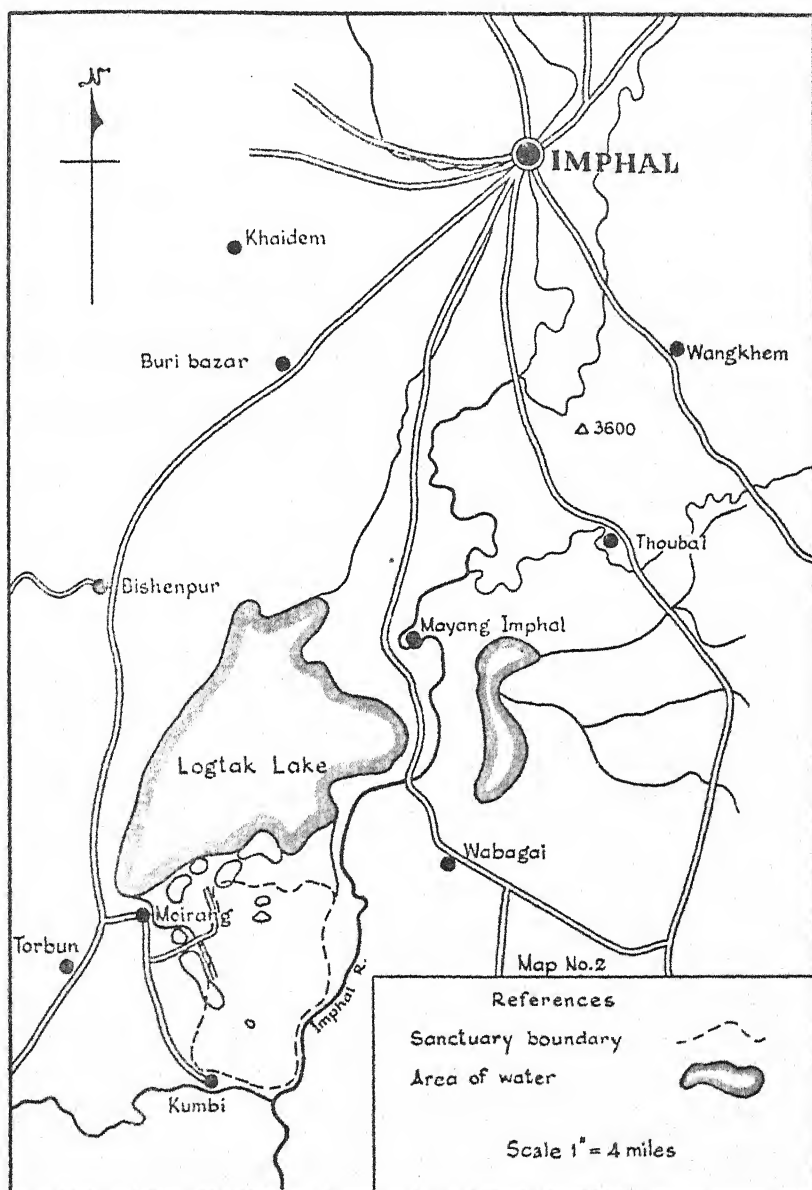 N
IMPHAL
Khaidem
Buri bazar
Wangkhem
△ 3600
Thoubal
Bishenpur
Mayang Imphal
Logtak Lake
Wabagai
Moirang
Torbun
Map No.2
Imphal R.
Kumbi
References
Sanctuary boundary
Area of water
Scale 1" = 4 miles